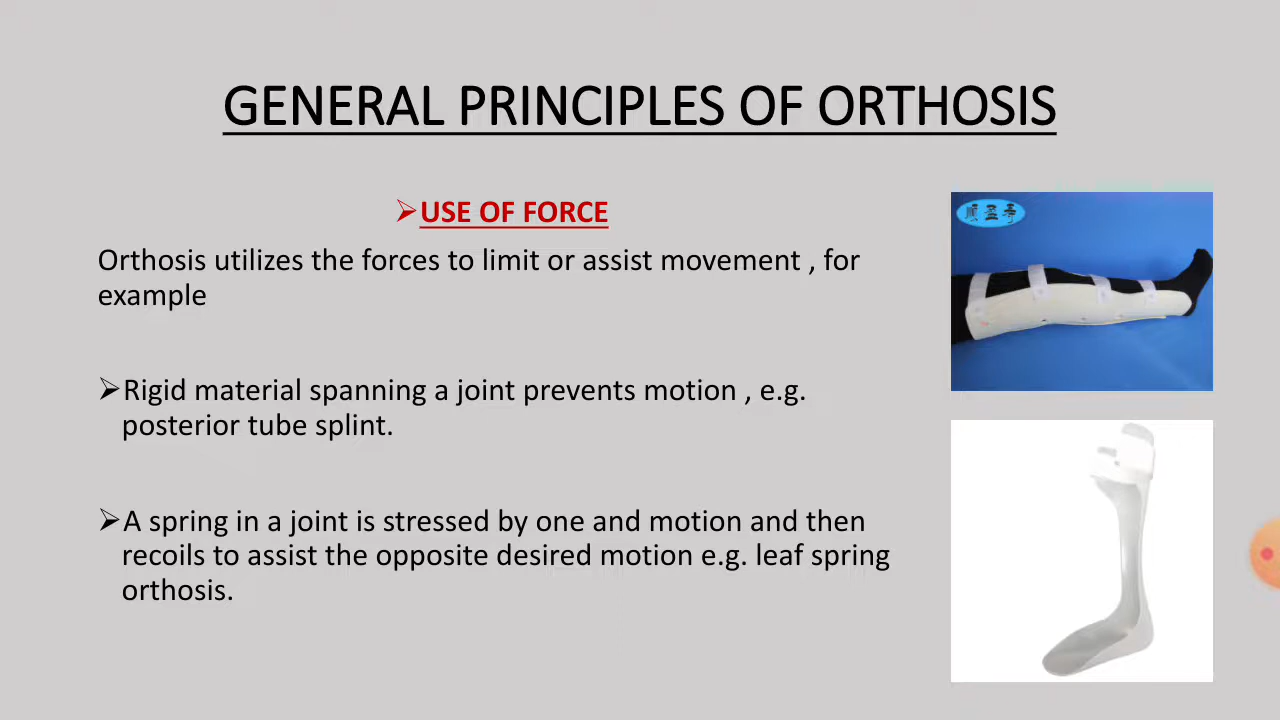 GENERAL PRINCIPLES OF ORTHOSIS
➢USE OF FORCE
Orthosis utilizes the forces to limit or assist movement , for
example
➢Rigid material spanning a joint prevents motion , e.g.
posterior tube splint.
➢A spring in a joint is stressed by one and motion and then
recoils to assist the opposite desired motion e.g. leaf spring
orthosis.